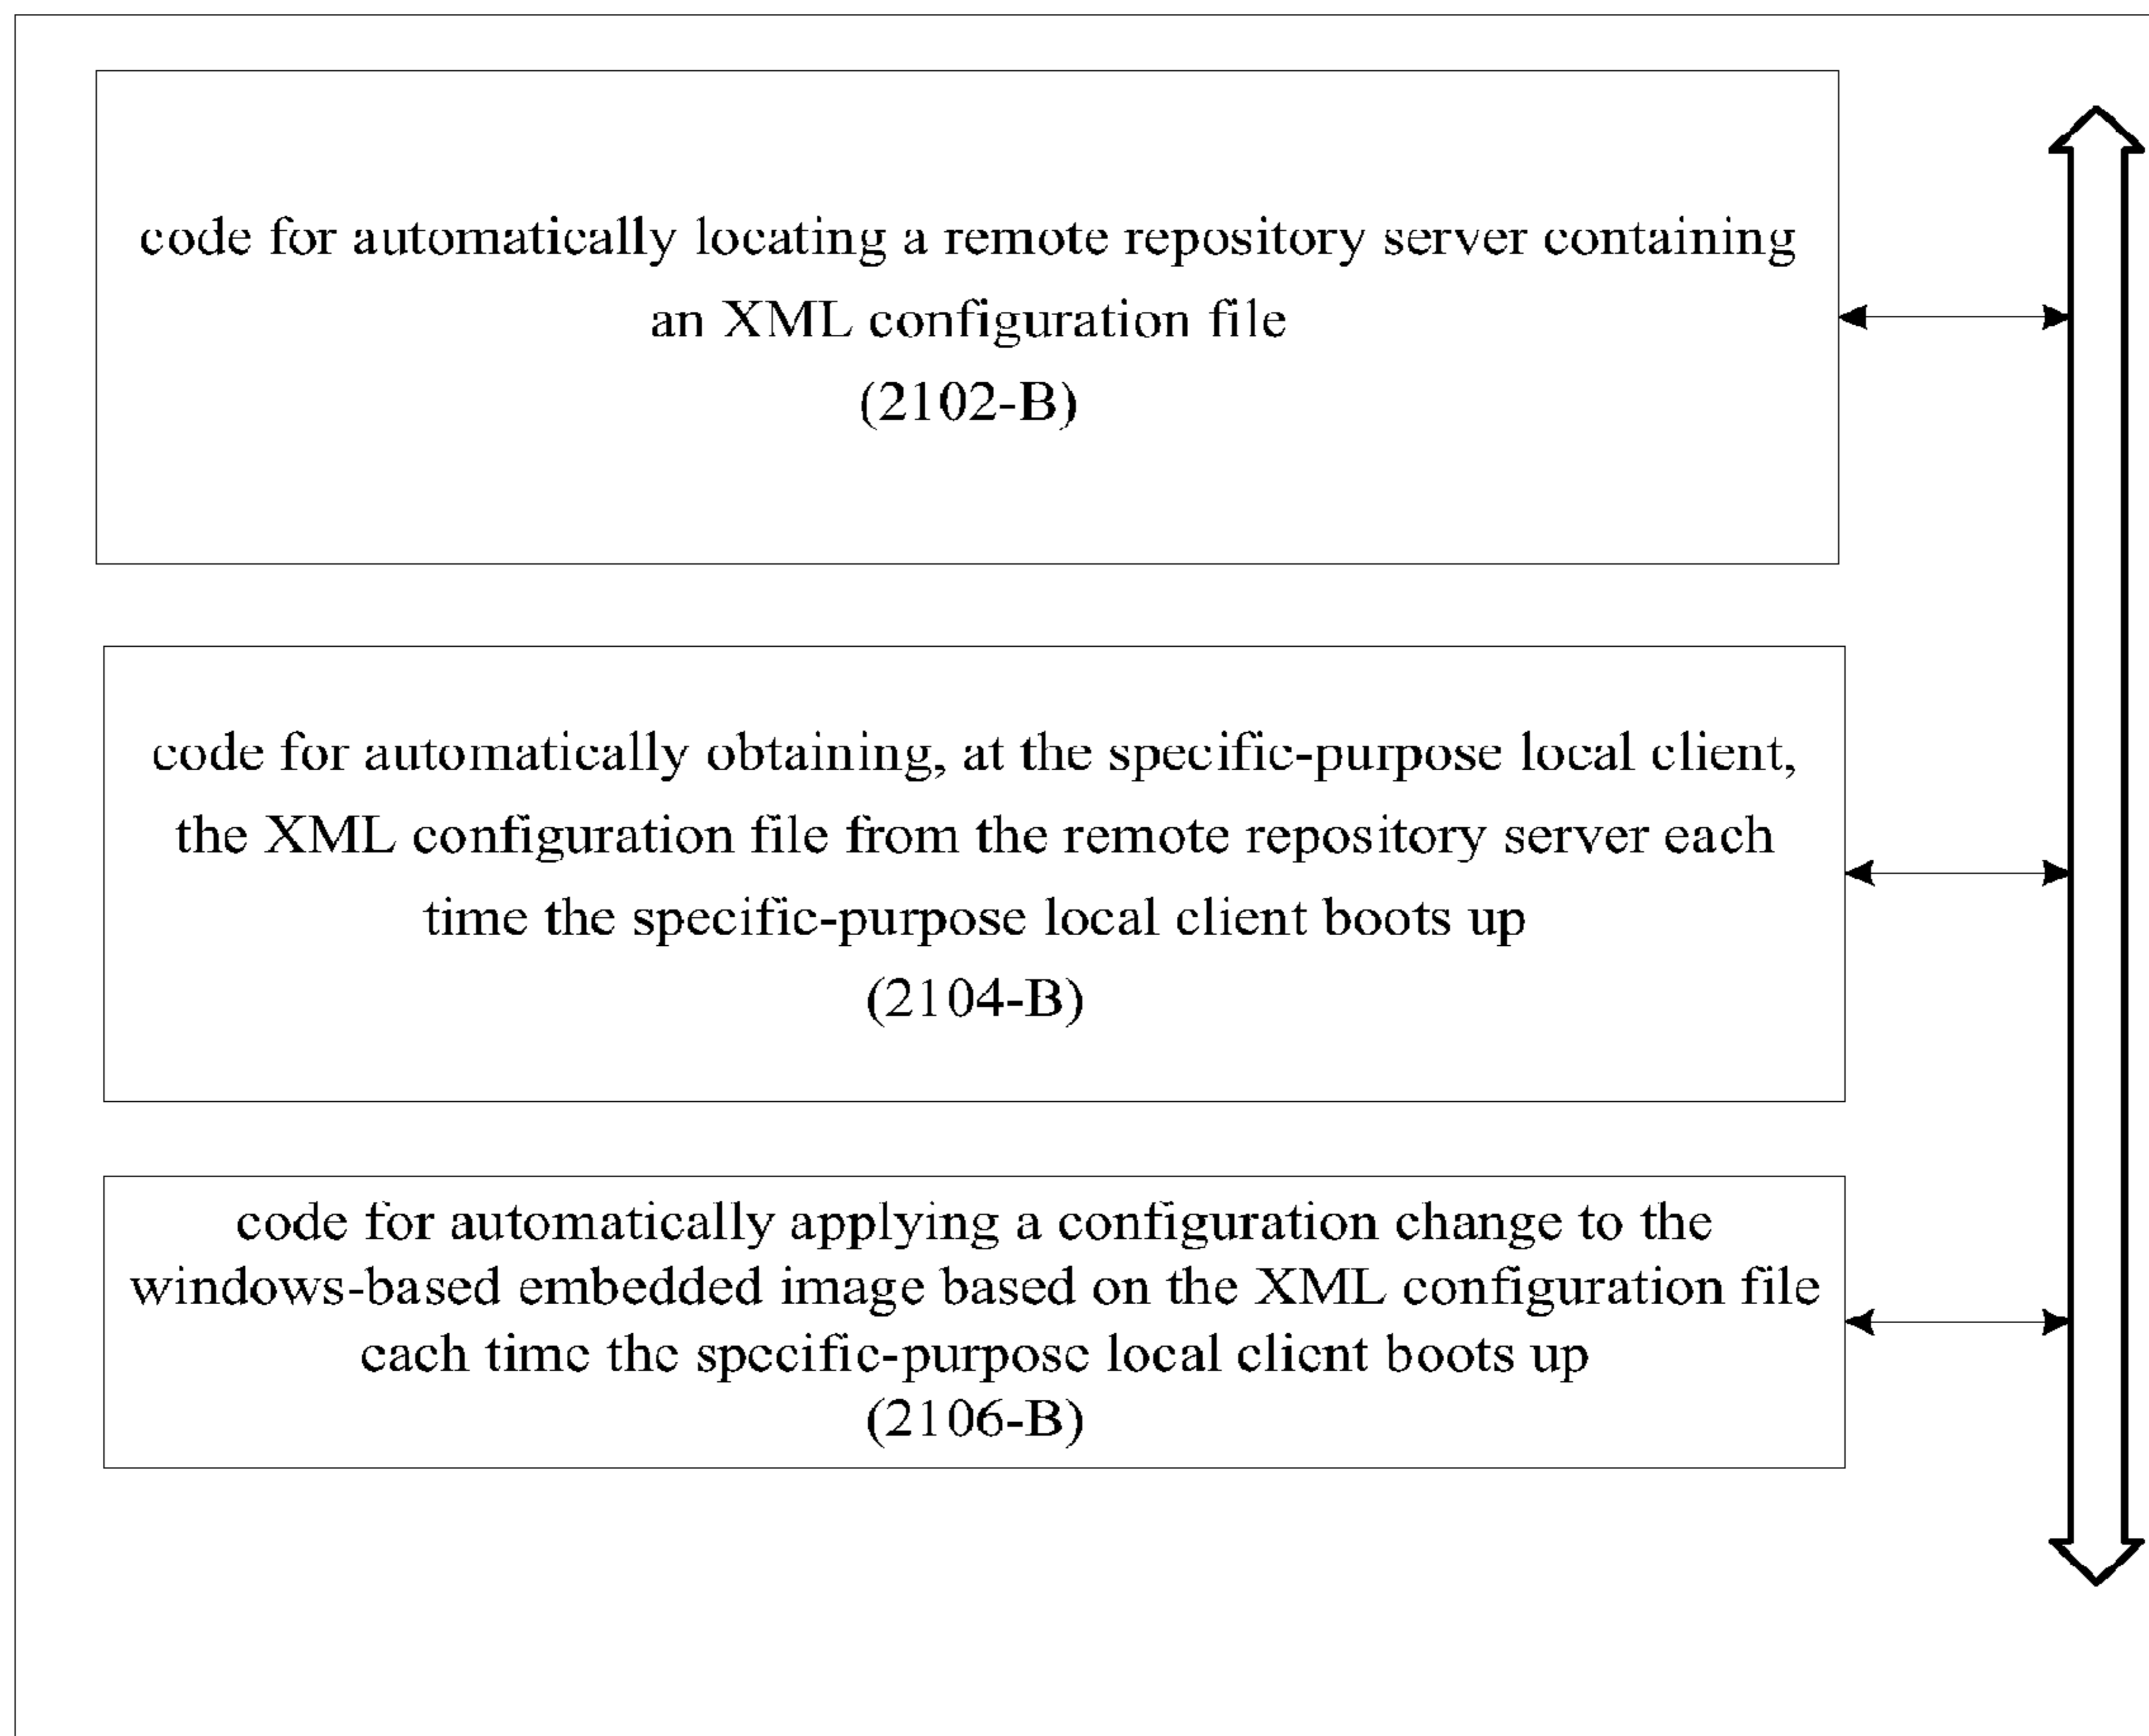 code for automatically locating a remote repository server containing
an XML configuration file
(2102-B)
code for automatically obtaining, at the specific-purpose local client,
the XML configuration file from the remote repository server each
time the specific-purpose local client boots up
(2104-B)
code for automatically applying a configuration change to the
windows-based embedded image based on the XML configuration file
each time the specific-purpose local client boots up
(2106-B)